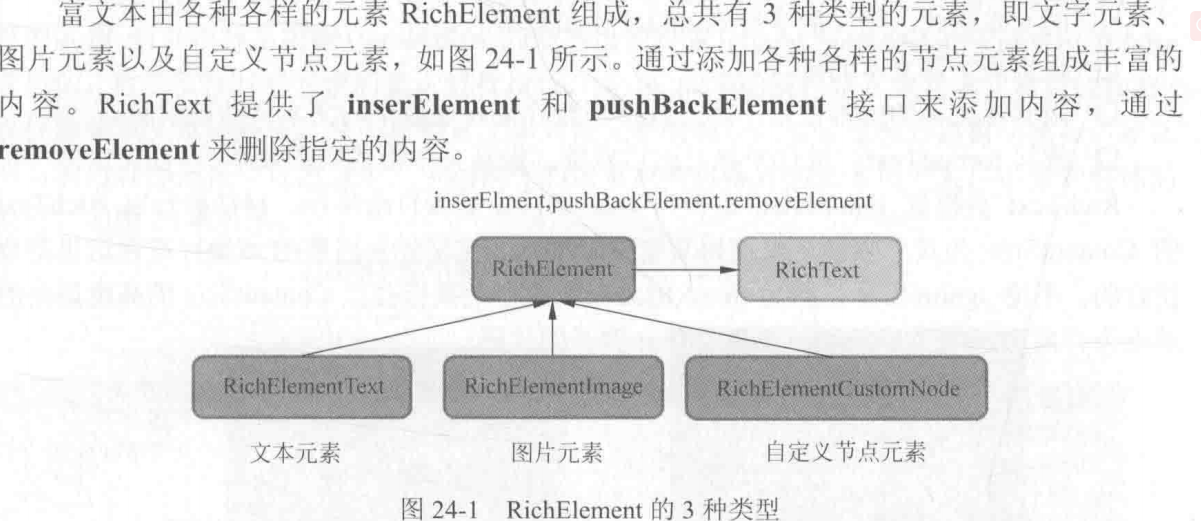 富文本由各种各样的元素 RichElement 组成，总共有 3 种类型的元素，即文字元素、
图片元素以及自定义节点元素，如图 24-1 所示。通过添加各种各样的节点元素组成丰富的
内容。RichText 提供了 inserElement 和 pushBackElement 接口来添加内容，通过
removeElement 来删除指定的内容。
inserElment,pushBackElement.removeElement
RichElement RichText
RichElementText RichElementImage RichElementCustomNode
文本元素 图片元素 自定义节点元素
图 24-1 RichElement 的 3 种类型